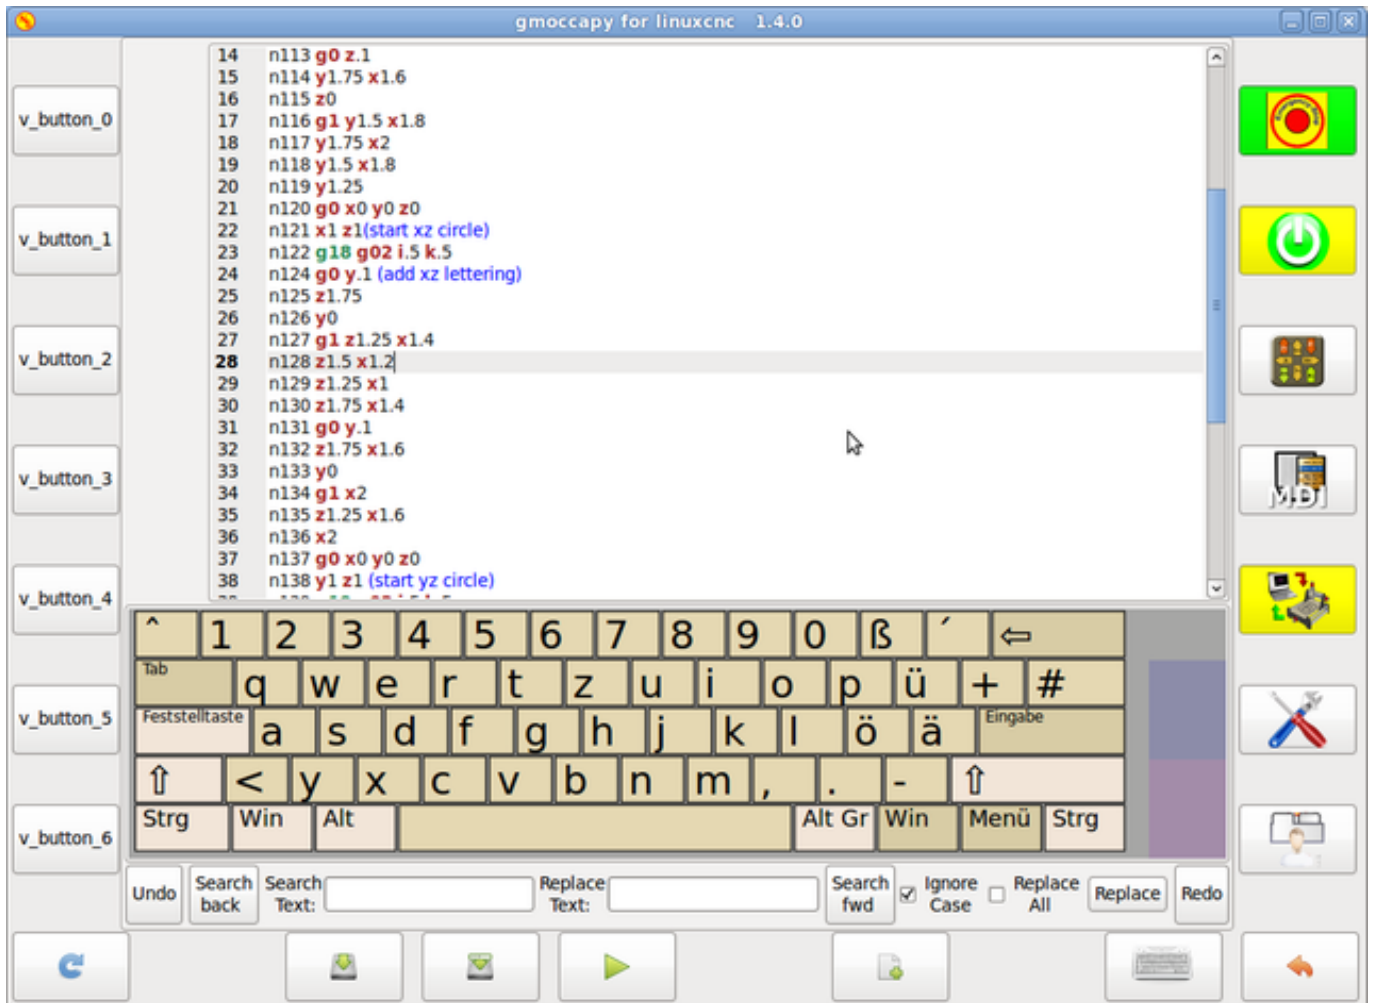 gmoccapy for linuxcnc 1.4.0
v_button_0
v_button_1
v_button_2
v_button_3
v_button_4
v_button_5
v_button_6
14 n113 g0 z.1
15 n114 y1.75 x1.6
16 n115 z0
17 n116 g1 y1.5 x1.8
18 n117 y1.75 x2
19 n118 y1.5 x1.8
20 n119 y1.25
21 n120 g0 x0 y0 z0
22 n121 x1 z1(start xz circle)
23 n122 g18 g02 i.5 k.5
24 n124 g0 y.1 (add xz lettering)
25 n125 z1.75
26 n126 y0
27 n127 g1 z1.25 x1.4
28 n128 z1.5 x1.2
29 n129 z1.25 x1
30 n130 z1.75 x1.4
31 n131 g0 y.1
32 n132 z1.75 x1.6
33 n133 y0
34 n134 g1 x2
35 n135 z1.25 x1.6
36 n136 x2
37 n137 g0 x0 y0 z0
38 n138 y1 z1 (start yz circle)
MDI
^ 1 2 3 4 5 6 7 8 9 0 ß ´ ⇦
Tab q w e r t z u i o p ü + #
Feststelltaste a s d f g h j k l ö ä Eingabe
⇧ < y x c v b n m , . - ⇧
Strg Win Alt Alt Gr Win Menü Strg
Undo
Search back
Search Text:
Replace Text:
Search fwd
Ignore Case
Replace All
Replace
Redo